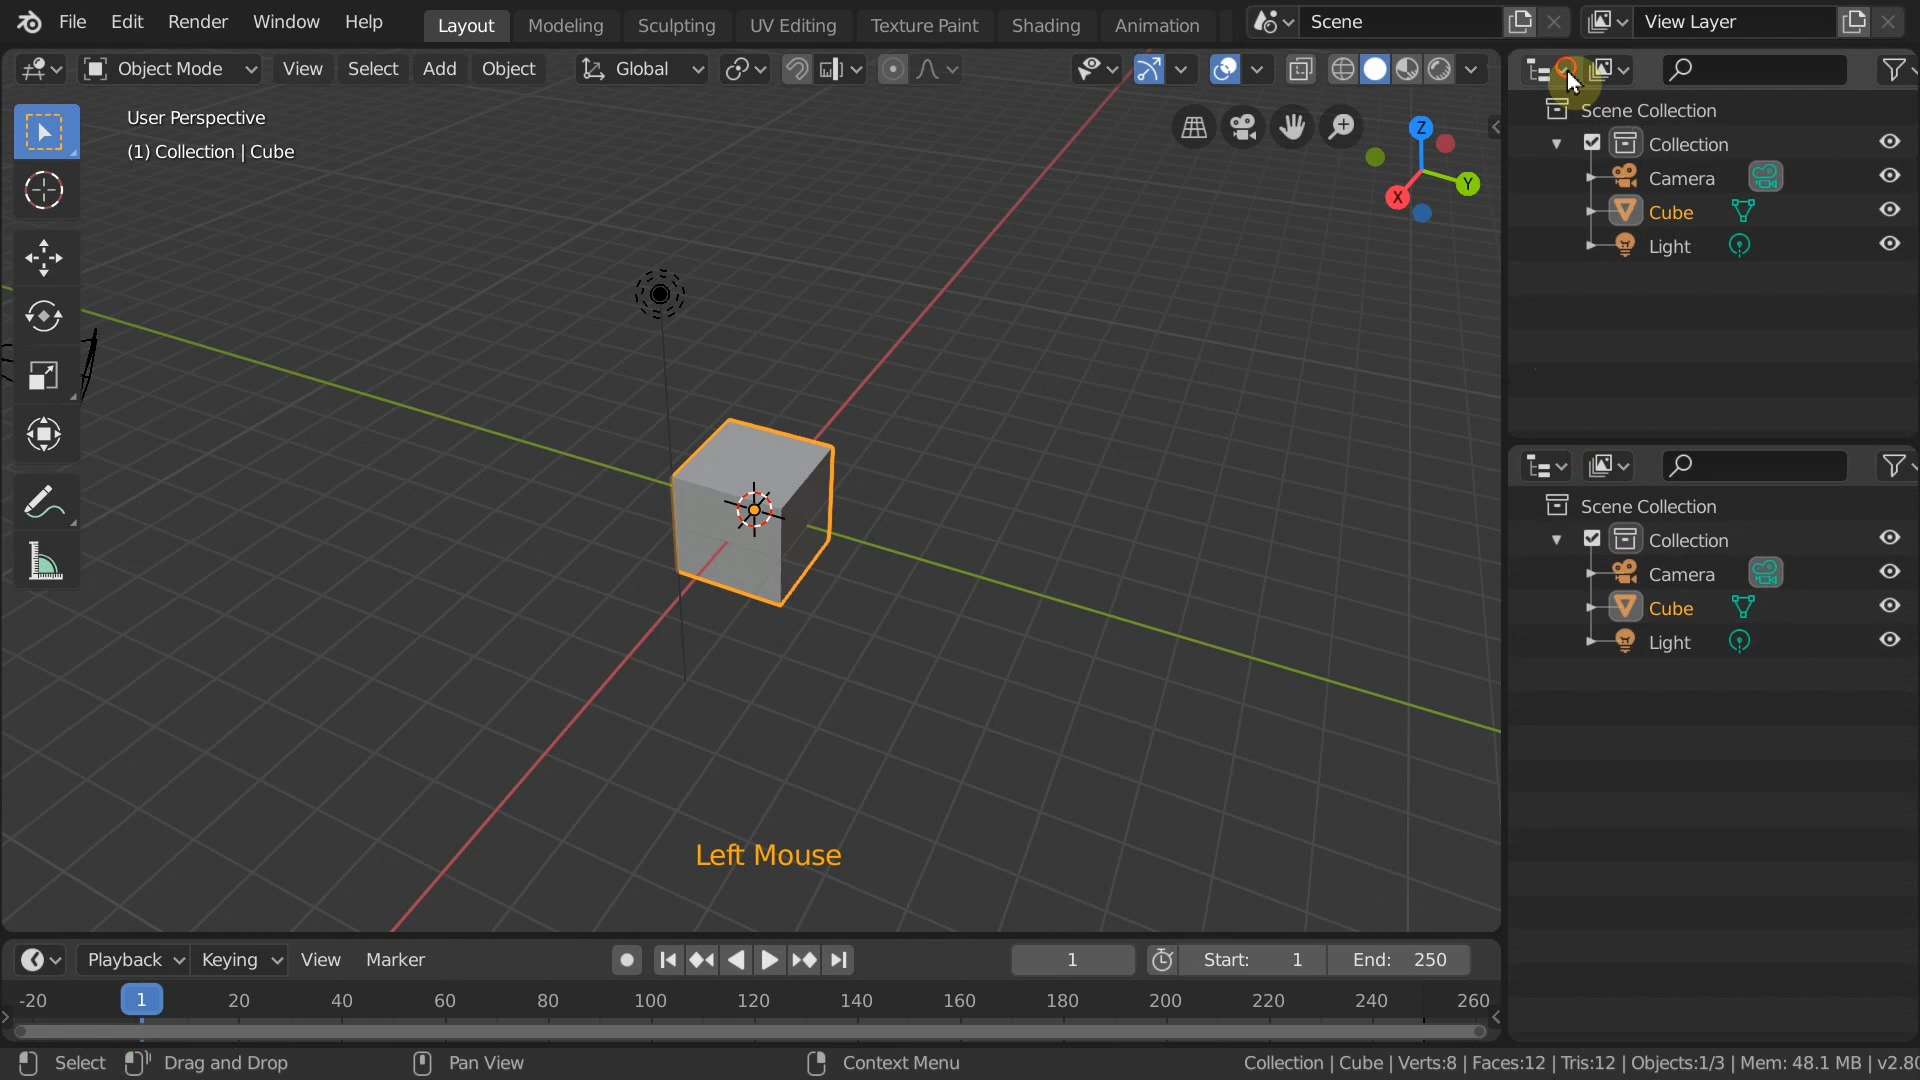 File Edit Render Window Help Layout Modeling Sculpting UV Editing Texture Paint Shading Animation Scene View Layer
Object Mode View Select Add Object Global
User Perspective
(1) Collection | Cube
Z
Y
X
Scene Collection
Collection
Camera
Cube
Light
Scene Collection
Collection
Camera
Cube
Light
Left Mouse
Playback Keying View Marker 1 Start: 1 End: 250
-20 1 20 40 60 80 100 120 140 160 180 200 220 240 260
Select Drag and Drop Pan View Context Menu Collection | Cube | Verts:8 | Faces:12 | Tris:12 | Objects:1/3 | Mem: 48.1 MB | v2.80